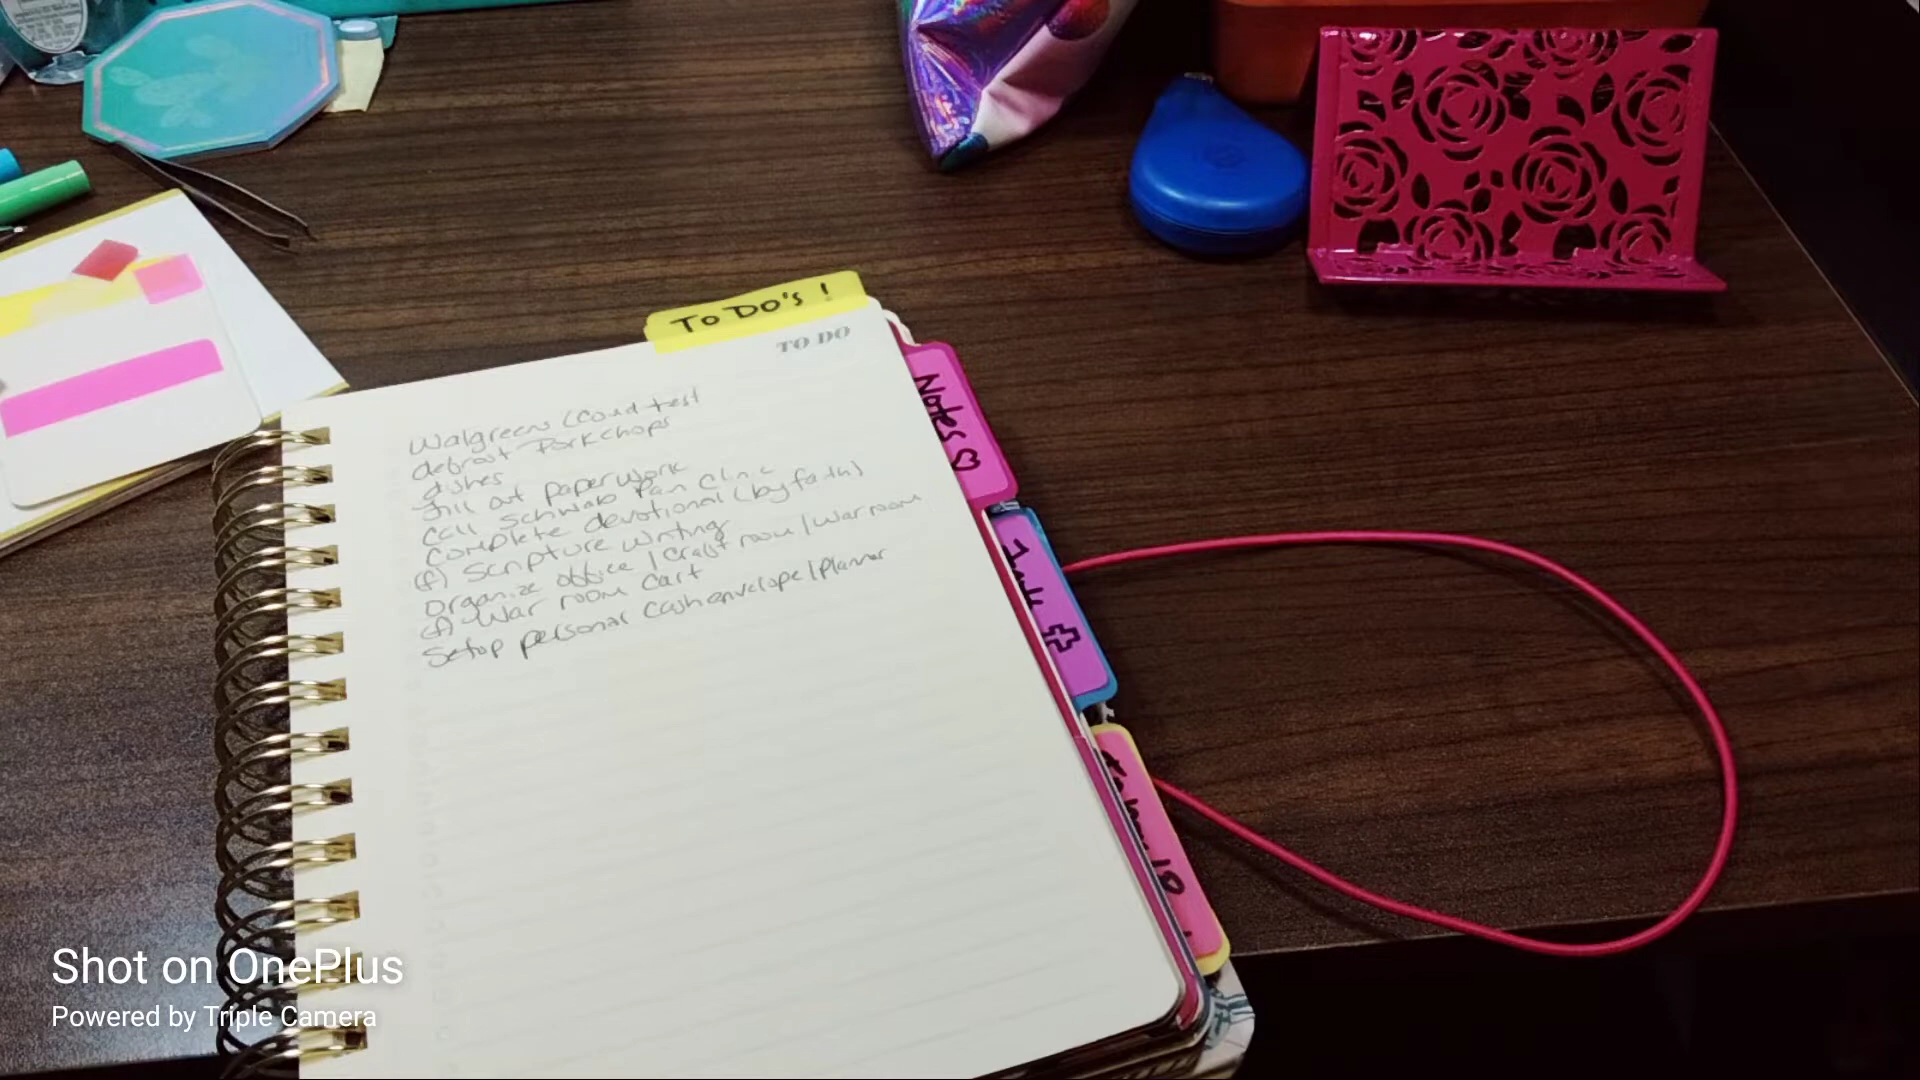 To Do's !
TO DO
Walgreens (Covid test
defrost Porkchops
dishes
fill out paperwork
call Schwab Pain Clinic
complete devotional (by faith)
(f) Scripture writing
Organize office / Craft room / War room
(f) War room cart
Setup personal cash envelope / Planner
Notes
Shot on OnePlus
Powered by Triple Camera